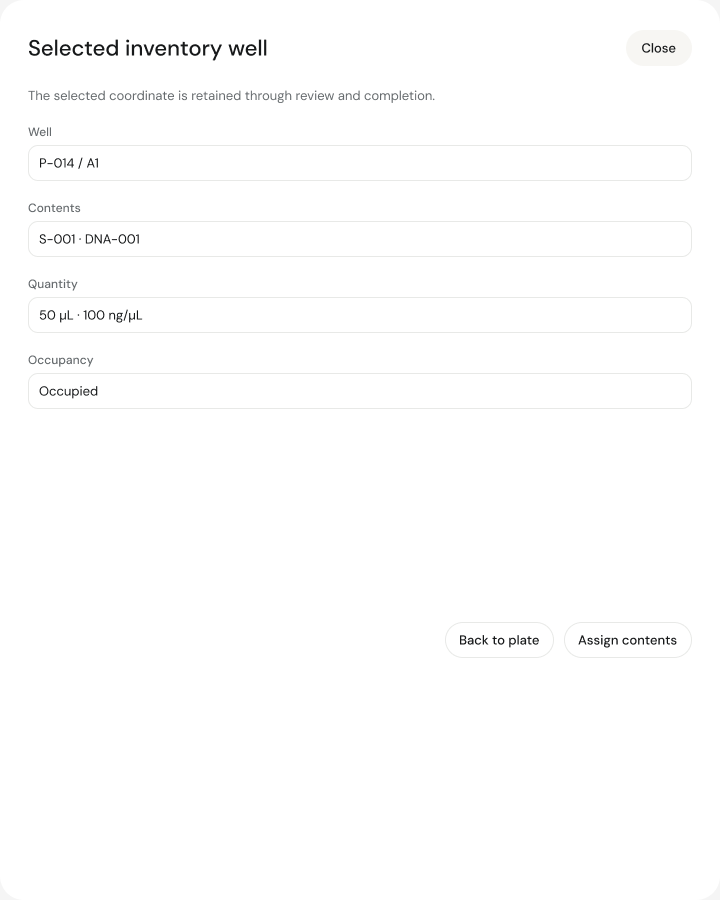 Selected inventory well
Close
The selected coordinate is retained through review and completion.
Well
P-014 / A1
Contents
S-001 · DNA-001
Quantity
50 µL · 100 ng/µL
Occupancy
Occupied
Back to plate
Assign contents